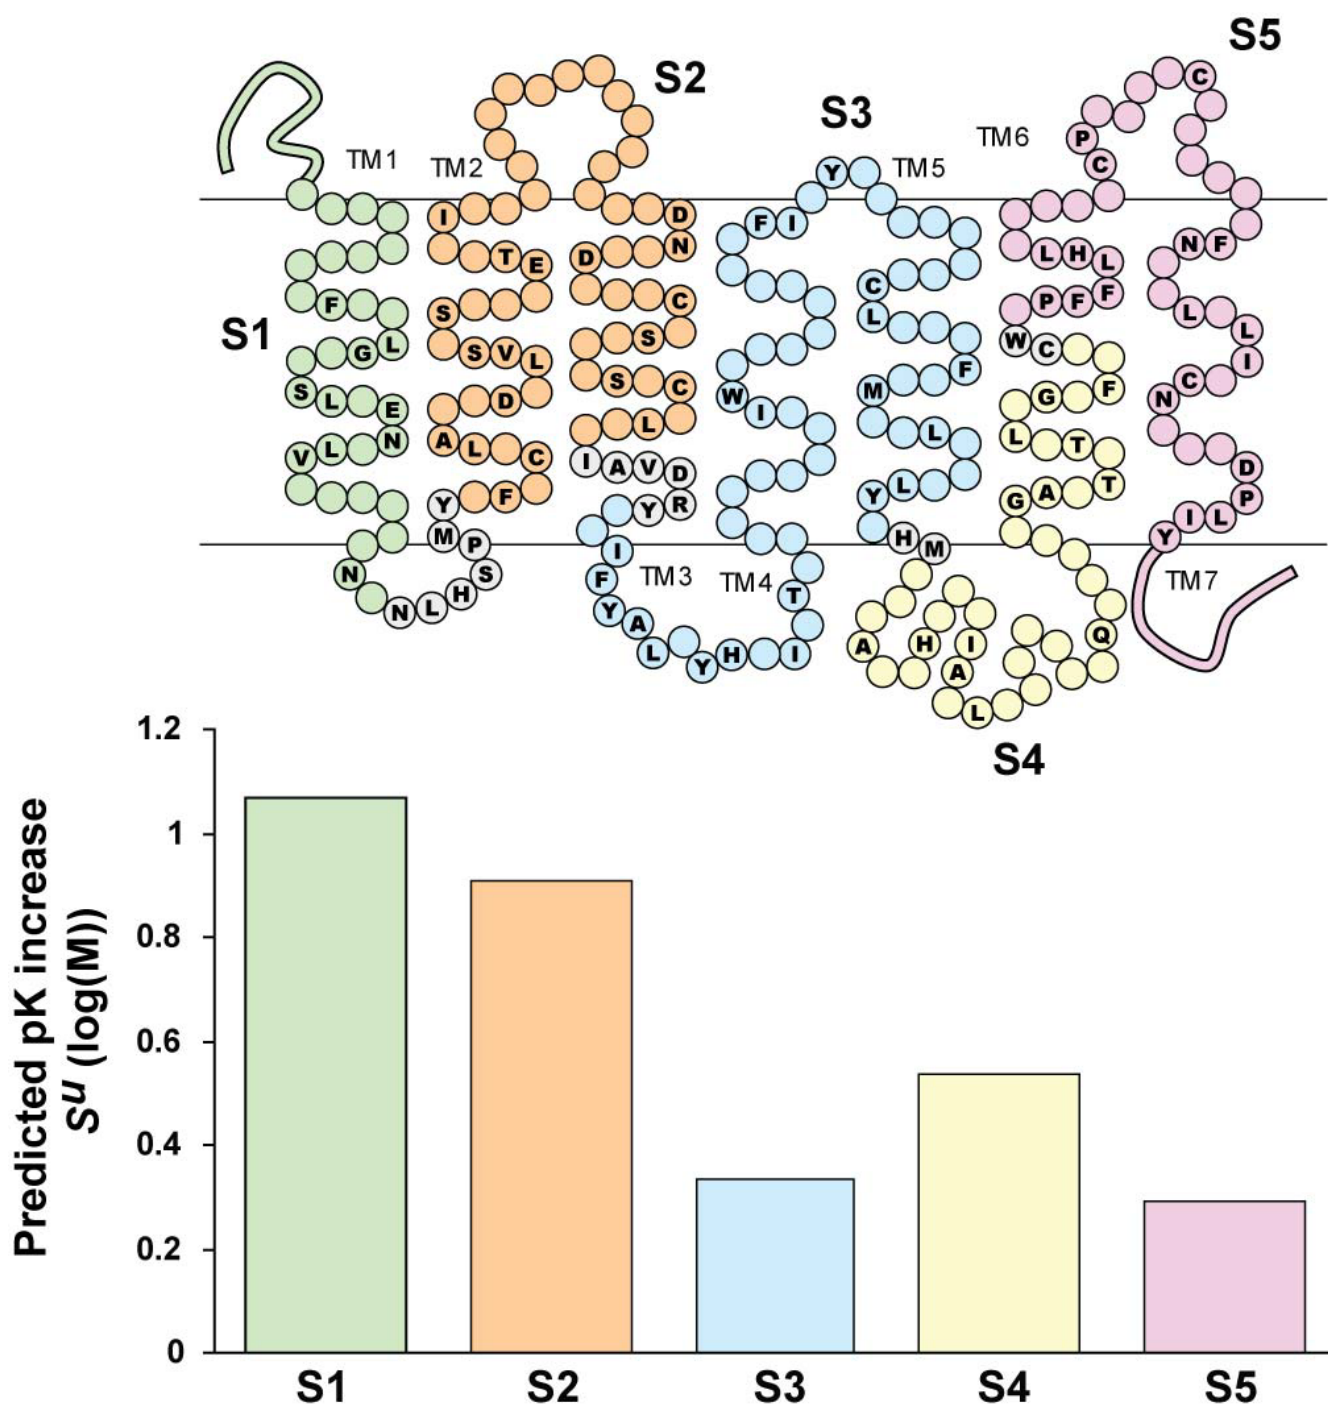 S5
S2
S3
TM1
TM2
TM5
TM6
S1
C
P
C
Y
I
D
F I
N
T E
D
N F
L H L
F
S
C
C
P F F
L
L
G L
S V L
S
L
W C
L
I
S L E
D
S C
W I
F
M
G F
C
N
V L N
A L C
L
L
L T
I A V D
D
Y F
Y R
Y L
G A T
P
M P
I
H M
I L
Y
N
S
F
TM3
TM4
T
TM7
N L H
Y A
L Y H I
A H I
A
L
Q
S4
1.2
1
0.8
0.6
0.4
0.2
0
Predicted pK increase
Sᵘ (log(M))
S1 S2 S3 S4 S5